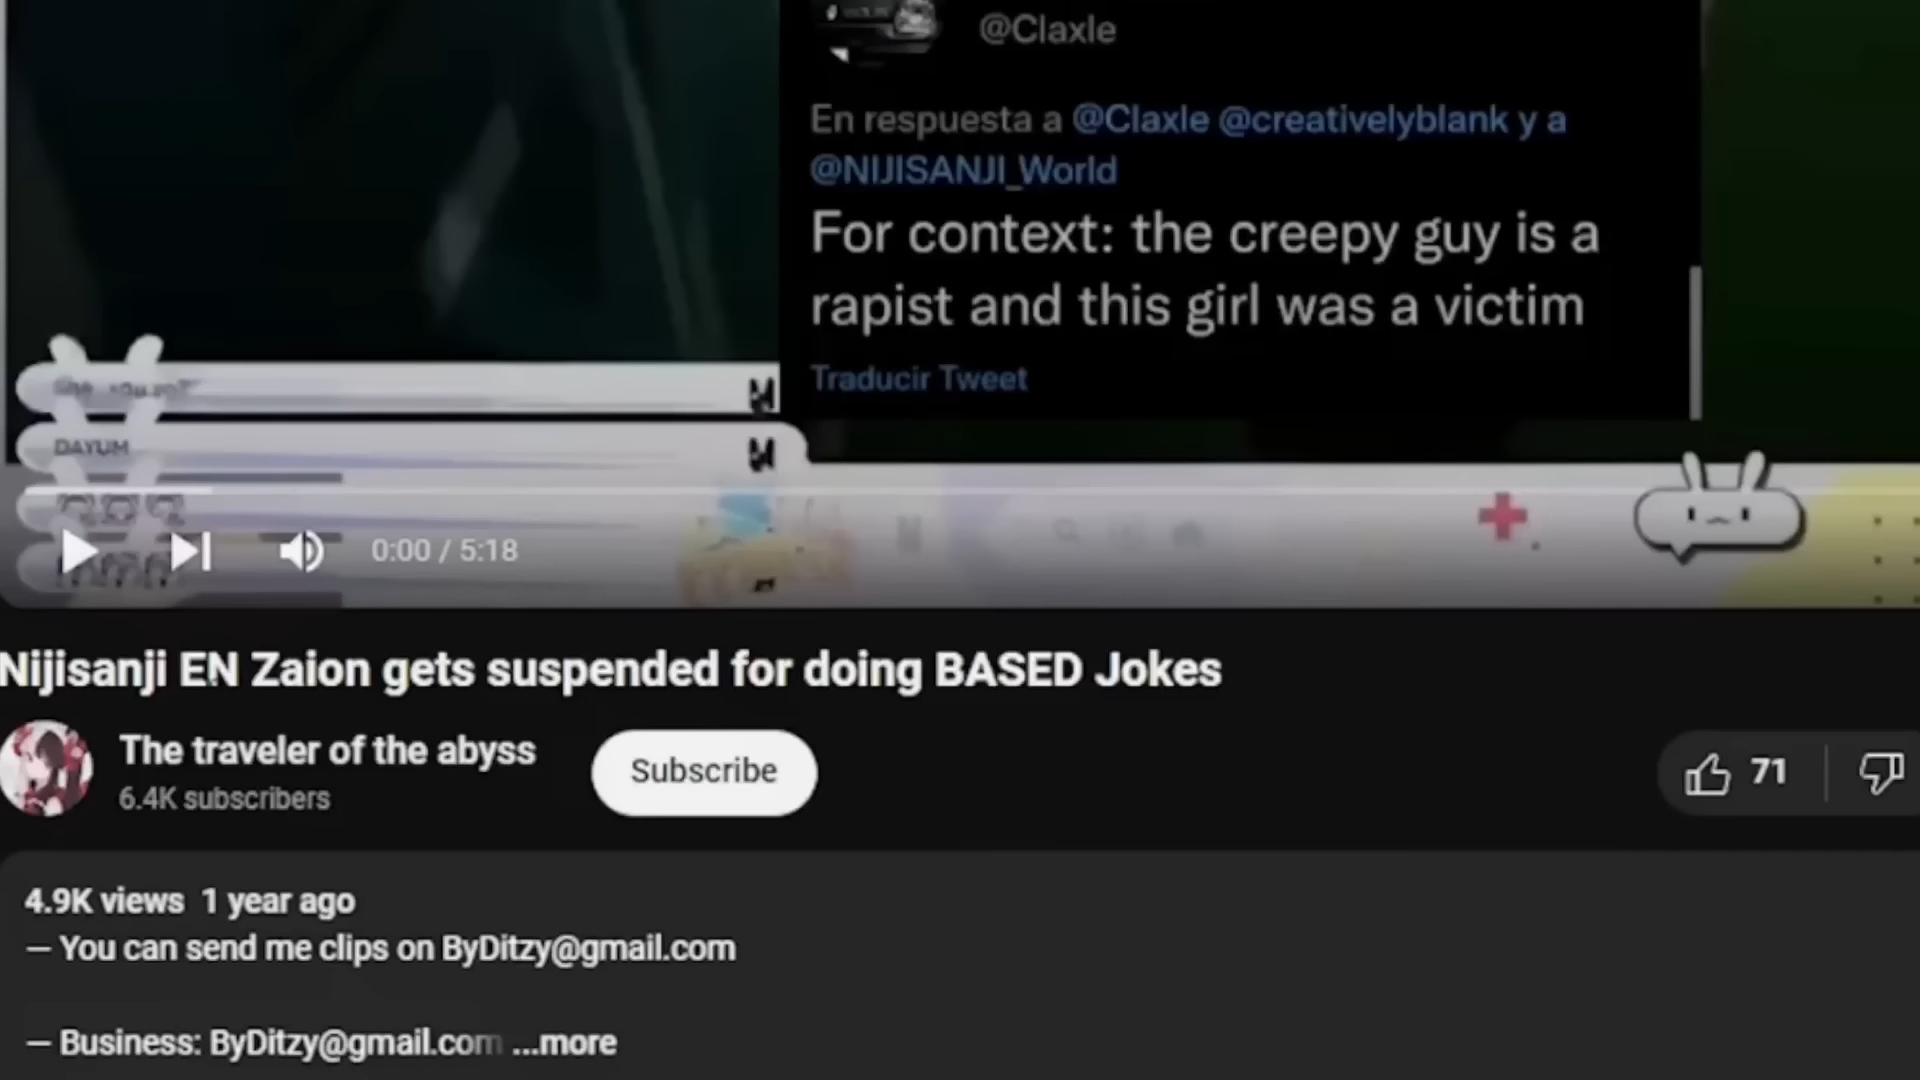 @Claxle
En respuesta a @Claxle @creativelyblank y a
@NIJISANJI_World
For context: the creepy guy is a
rapist and this girl was a victim
Traducir Tweet
DAYUM
0:00 / 5:18
Nijisanji EN Zaion gets suspended for doing BASED Jokes
The traveler of the abyss
6.4K subscribers
Subscribe
71
4.9K views 1 year ago
— You can send me clips on ByDitzy@gmail.com
— Business: ByDitzy@gmail.com ...more